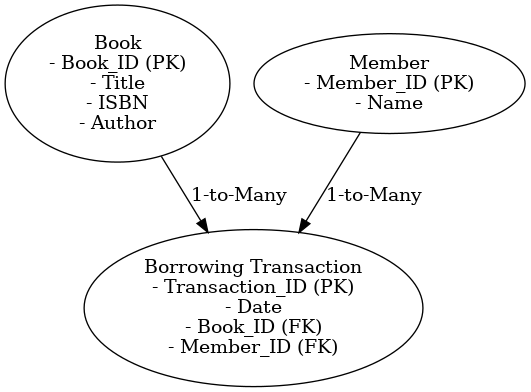 Book
- Book_ID (PK)
- Title
- ISBN
- Author
Member
- Member_ID (PK)
- Name
1-to-Many
1-to-Many
Borrowing Transaction
- Transaction_ID (PK)
- Date
- Book_ID (FK)
- Member_ID (FK)